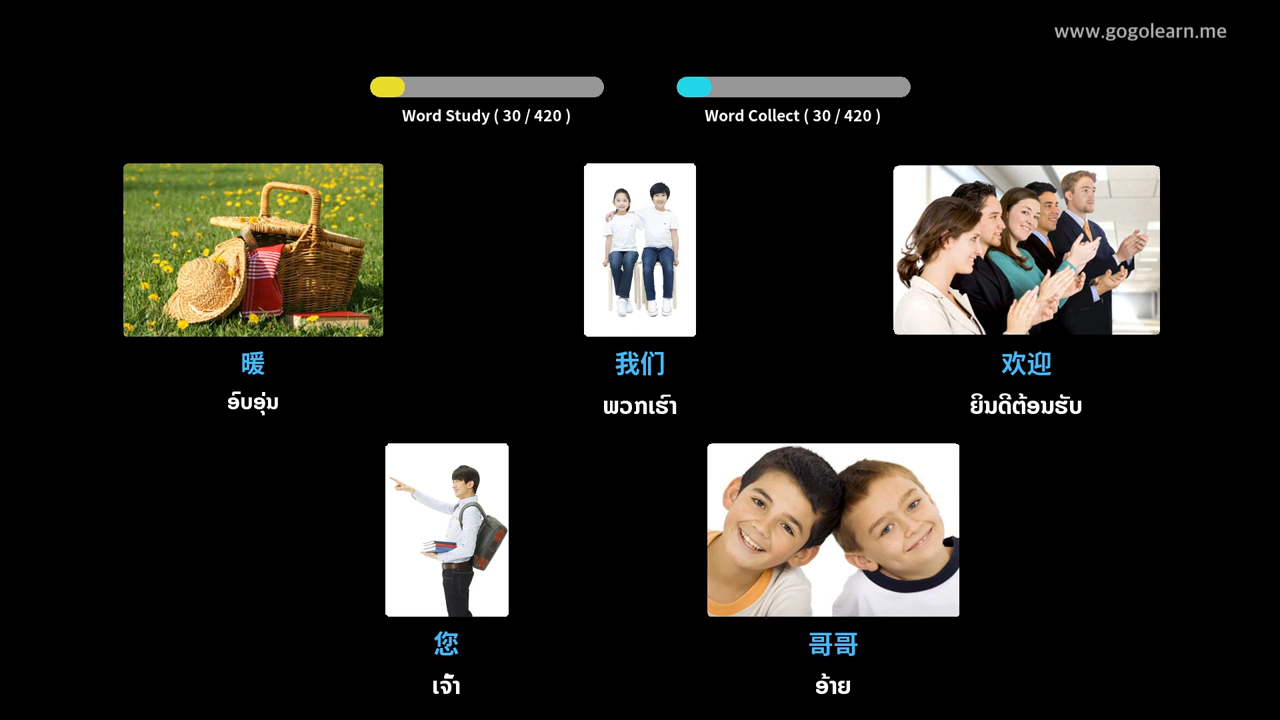 www.gogolearn.me
Word Study ( 30 / 420 )
Word Collect ( 30 / 420 )
暖
ອົບອຸ່ນ
我们
ພວກເຮົາ
欢迎
ຍິນດີຕ້ອນຮັບ
您
ເຈົ້າ
哥哥
ອ້າຍ